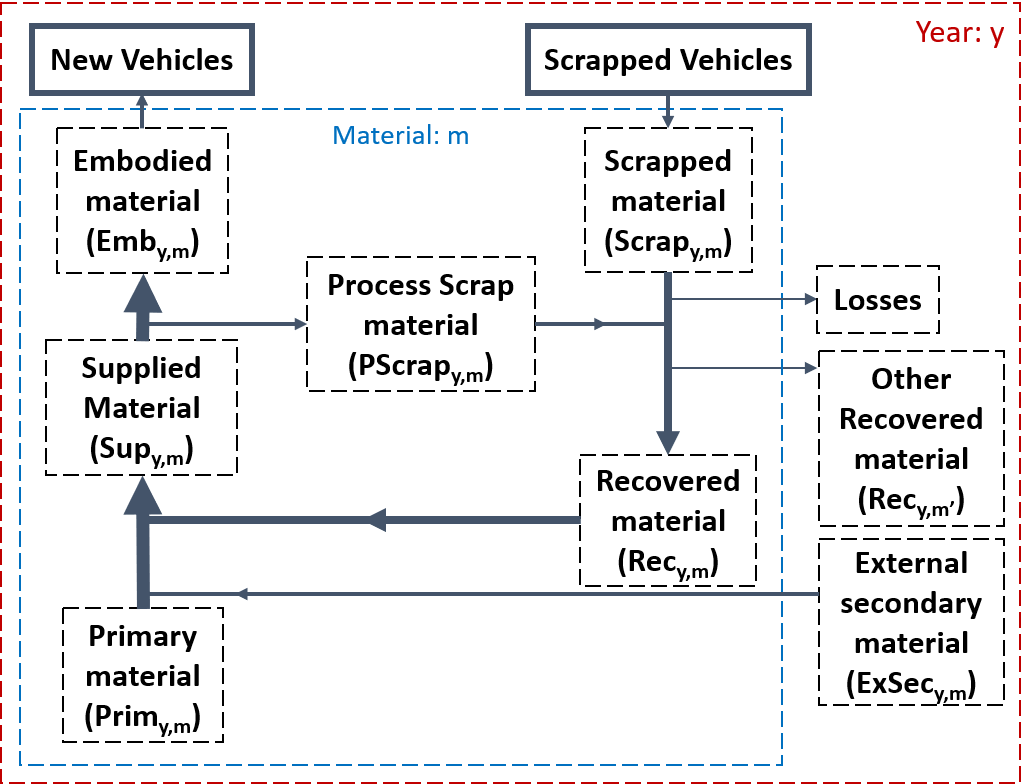 Year: y
New Vehicles
Scrapped Vehicles
Material: m
Embodied
material
(Emby,m)
Scrapped
material
(Scrapy,m)
Process Scrap
material
(PScrapy,m)
Losses
Supplied
Material
(Supy,m)
Other
Recovered
material
(Recy,m’)
Recovered
material
(Recy,m)
External
secondary
material
(ExSecy,m)
Primary
material
(Primy,m)